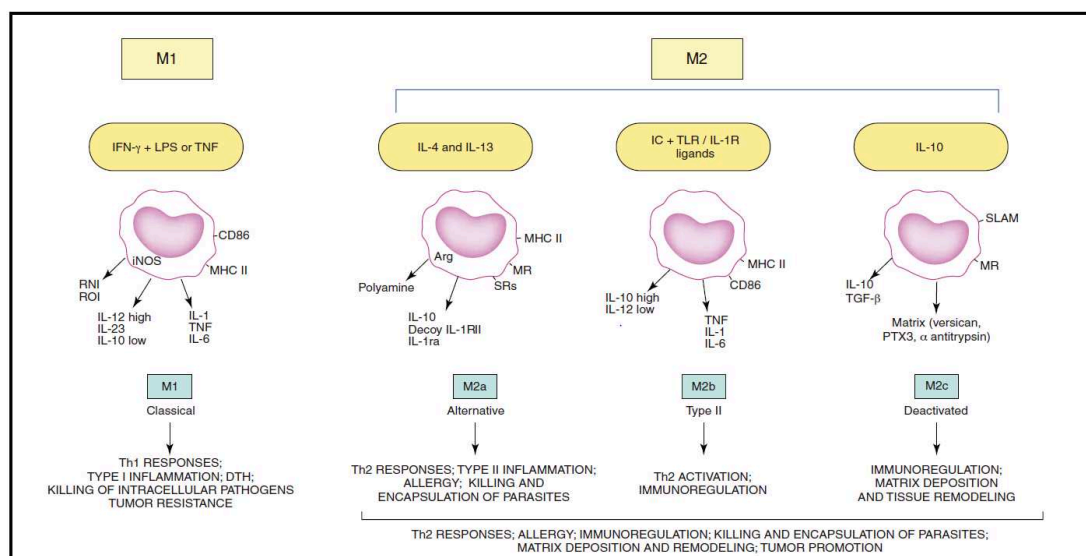 M1
M2
IFN-γ + LPS or TNF
IL-4 and IL-13
IC + TLR / IL-1R
ligands
IL-10
CD86
iNOS
MHC II
RNI
ROI
IL-12 high
IL-23
IL-10 low
IL-1
TNF
IL-6
Arg
MHC II
MR
SRs
Polyamine
IL-10
Decoy IL-1RII
IL-1ra
MHC II
CD86
IL-10 high
IL-12 low
TNF
IL-1
IL-6
SLAM
MR
IL-10
TGF-β
Matrix (versican,
PTX3, α antitrypsin)
M1
Classical
M2a
Alternative
M2b
Type II
M2c
Deactivated
Th1 RESPONSES;
TYPE I INFLAMMATION; DTH;
KILLING OF INTRACELLULAR PATHOGENS
TUMOR RESISTANCE
Th2 RESPONSES; TYPE II INFLAMMATION;
ALLERGY; KILLING AND
ENCAPSULATION OF PARASITES
Th2 ACTIVATION;
IMMUNOREGULATION
IMMUNOREGULATION;
MATRIX DEPOSITION
AND TISSUE REMODELING
Th2 RESPONSES; ALLERGY; IMMUNOREGULATION; KILLING AND ENCAPSULATION OF PARASITES;
MATRIX DEPOSITION AND REMODELING; TUMOR PROMOTION